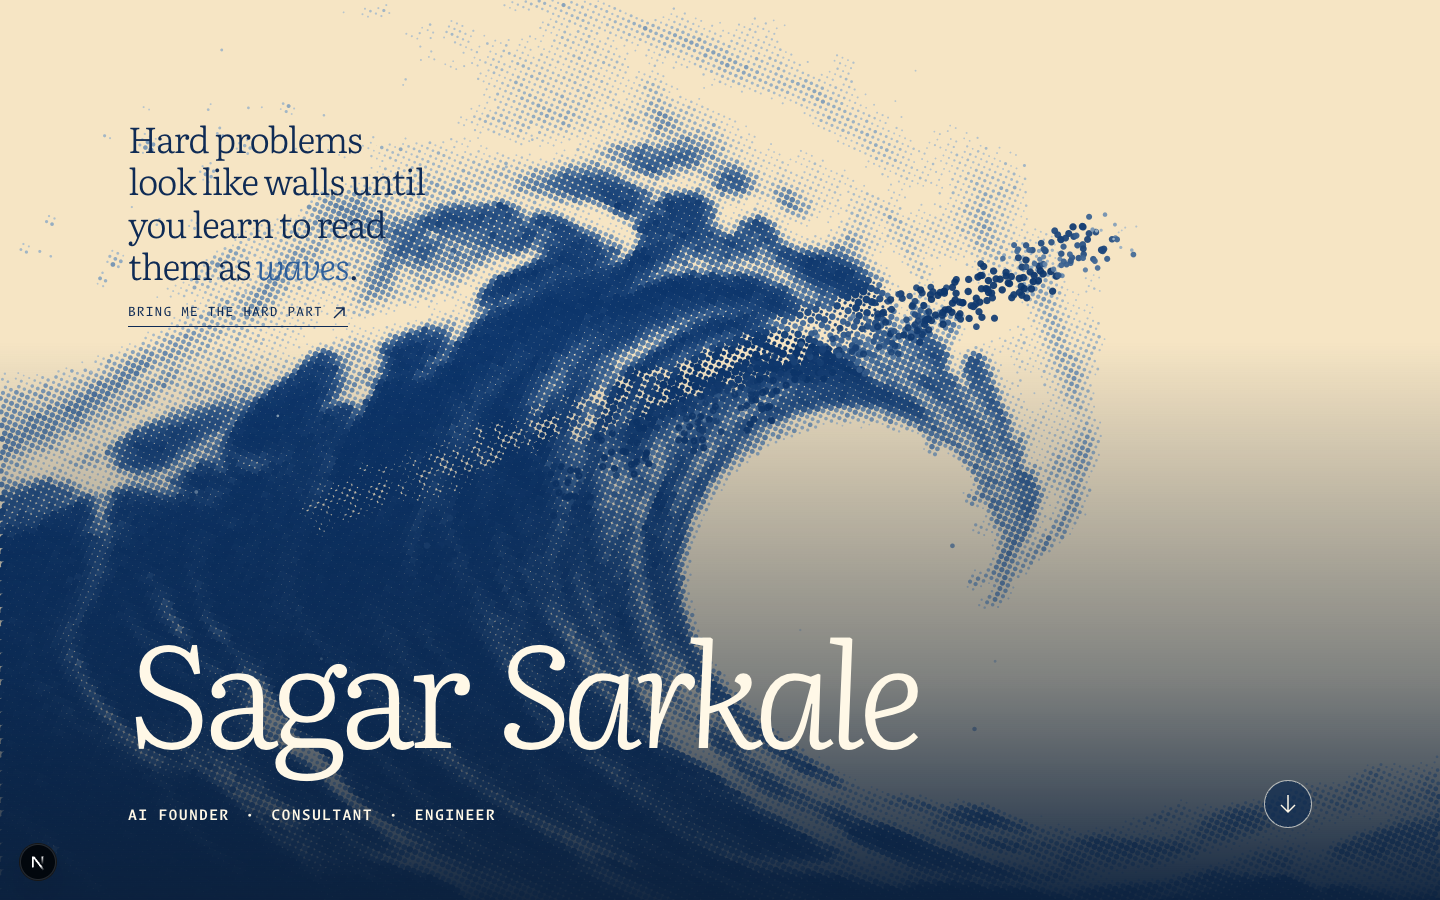 Hard problems
look like walls until
you learn to read
them as waves.
BRING ME THE HARD PART
Sagar Sarkale
AI FOUNDER · CONSULTANT · ENGINEER
N